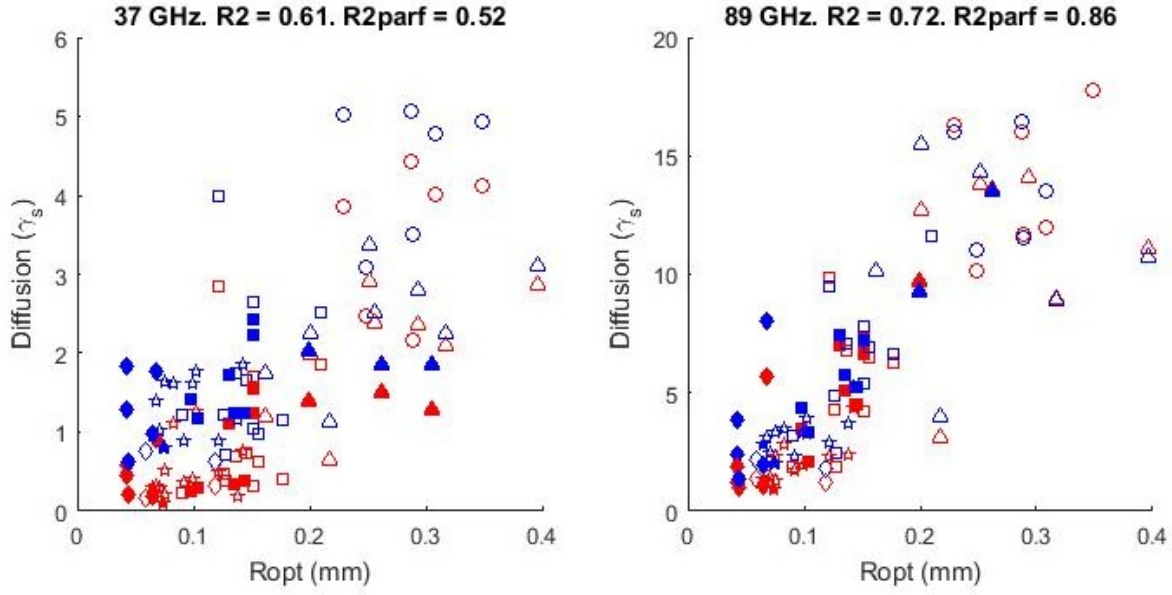 37 GHz. R2 = 0.61. R2parf = 0.52
6
5
4
3
2
1
0
Diffusion (γs)
0 0.1 0.2 0.3 0.4
Ropt (mm)
89 GHz. R2 = 0.72. R2parf = 0.86
20
15
10
5
0
Diffusion (γs)
0 0.1 0.2 0.3 0.4
Ropt (mm)